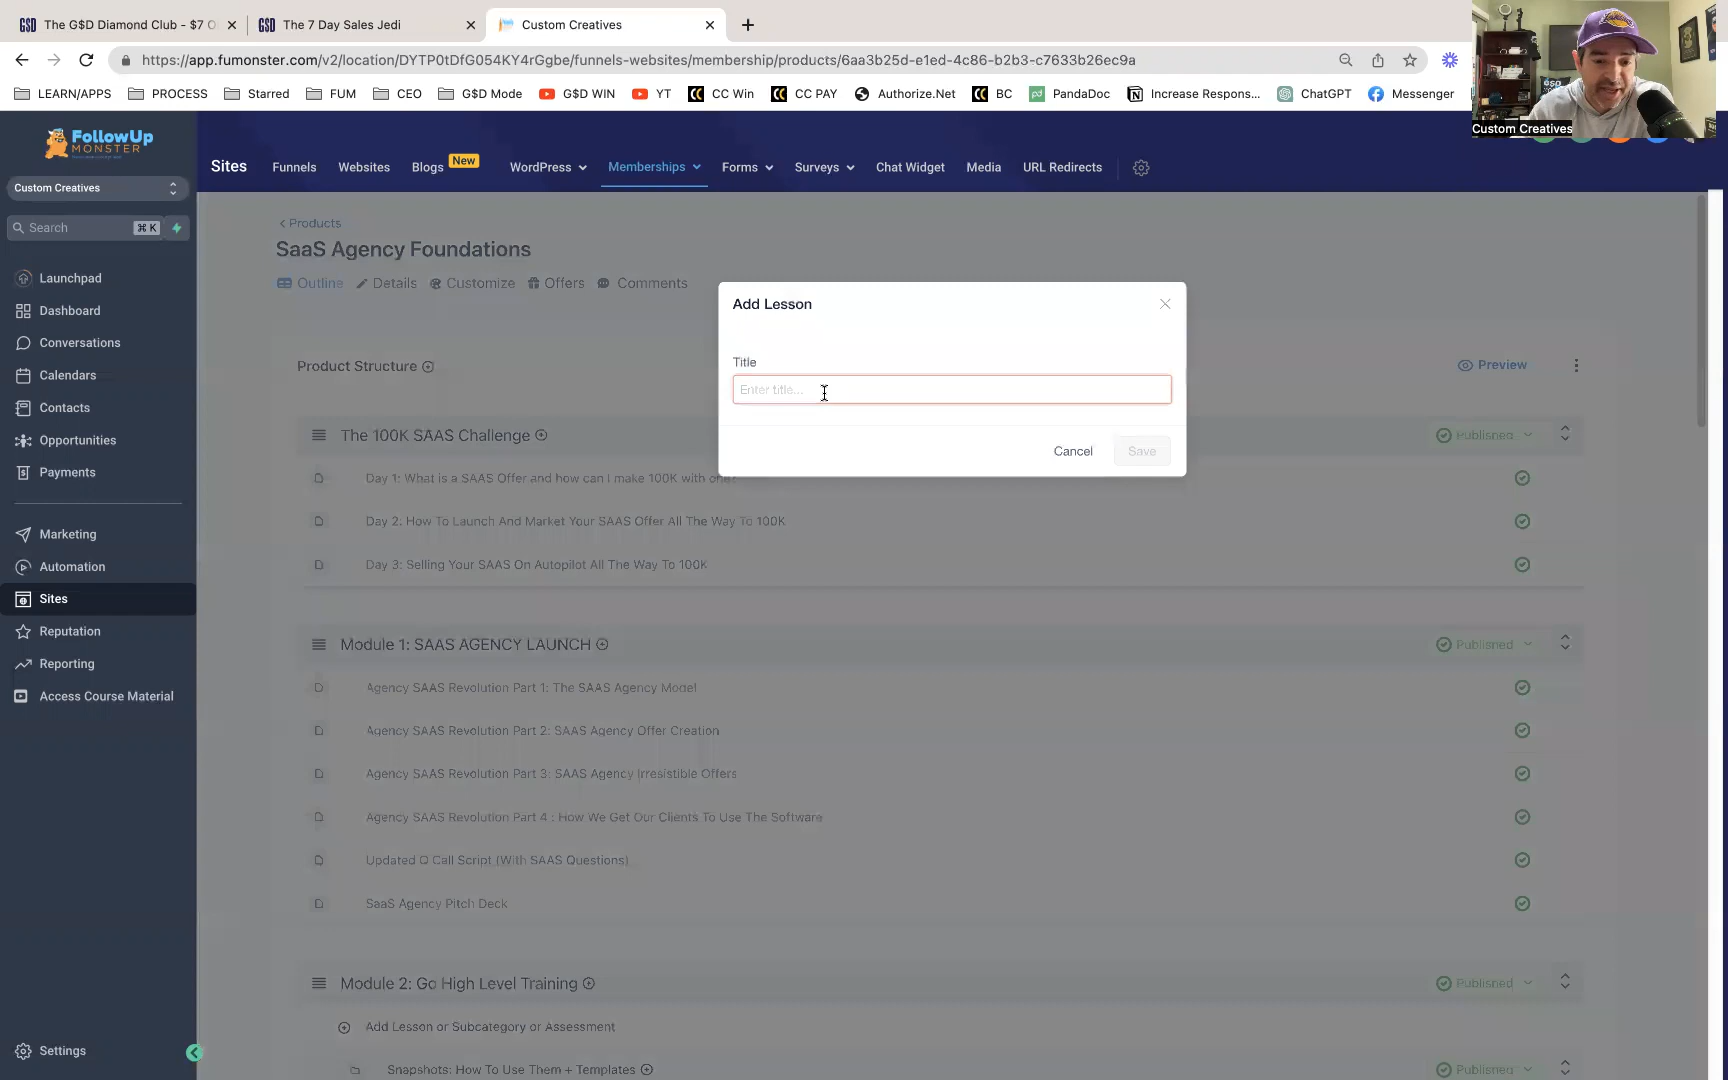 GSD The G$D Diamond Club - $7 O
GSD The 7 Day Sales Jedi
Custom Creatives
https://app.fumonster.com/v2/location/DYTP0tDfG054KY4rGgbe/funnels-websites/membership/products/6aa3b25d-e1ed-4c86-b2b3-c7633b26ec9a
LEARN/APPS PROCESS Starred FUM CEO G$D Mode G$D WIN YT CC Win CC PAY Authorize.Net BC PandaDoc Increase Respons... ChatGPT Messenger
Custom Creatives
FollowUp
MONSTER
Custom Creatives
Search ⌘ K
Launchpad
Dashboard
Conversations
Calendars
Contacts
Opportunities
Payments
Marketing
Automation
Sites
Reputation
Reporting
Access Course Material
Settings
Sites Funnels Websites Blogs New WordPress Memberships Forms Surveys Chat Widget Media URL Redirects
< Products
SaaS Agency Foundations
Outline Details Customize Offers Comments
Product Structure Preview
Add Lesson
Title
Enter title...
Cancel Save
The 100K SAAS Challenge Published
Day 1: What is a SAAS Offer and how can I make 100K with one?
Day 2: How To Launch And Market Your SAAS Offer All The Way To 100K
Day 3: Selling Your SAAS On Autopilot All The Way To 100K
Module 1: SAAS AGENCY LAUNCH Published
Agency SAAS Revolution Part 1: The SAAS Agency Model
Agency SAAS Revolution Part 2: SAAS Agency Offer Creation
Agency SAAS Revolution Part 3: SAAS Agency Irresistible Offers
Agency SAAS Revolution Part 4 : How We Get Our Clients To Use The Software
Updated Q Call Script (With SAAS Questions)
SaaS Agency Pitch Deck
Module 2: Go High Level Training Published
Add Lesson or Subcategory or Assessment
Snapshots: How To Use Them + Templates Published